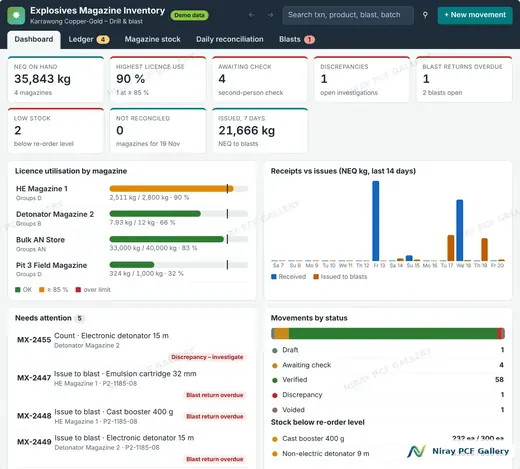 Explosives Magazine Inventory
Demo data
Karrawong Copper-Gold – Drill & blast
Search txn, product, blast, batch
+ New movement
Dashboard
Ledger 4
Magazine stock
Daily reconciliation
Blasts 1
NEQ ON HAND
35,843 kg
4 magazines
HIGHEST LICENCE USE
90 %
1 at ≥ 85 %
AWAITING CHECK
4
second-person check
DISCREPANCIES
1
open investigations
BLAST RETURNS OVERDUE
1
2 blasts open
LOW STOCK
2
below re-order level
NOT RECONCILED
0
magazines for 19 Nov
ISSUED, 7 DAYS
21,666 kg
NEQ to blasts
Licence utilisation by magazine
HE Magazine 1
Groups D
2,511 kg / 2,800 kg · 90 %
Detonator Magazine 2
Groups B
7.93 kg / 12 kg · 66 %
Bulk AN Store
Groups AN
33,000 kg / 40,000 kg · 83 %
Pit 3 Field Magazine
Groups D
324 kg / 1,000 kg · 32 %
OK
≥ 85 %
over limit
Receipts vs issues (NEQ kg, last 14 days)
Sa 7 Su 8 Mo 9 Tu 10 We 11 Th 12 Fr 13 Sa 14 Su 15 Mo 16 Tu 17 We 18 Th 19 Fr 20
Received
Issued to blasts
Needs attention 5
MX-2455
Count · Electronic detonator 15 m
Detonator Magazine 2
Discrepancy – investigate
MX-2447
Issue to blast · Emulsion cartridge 32 mm
HE Magazine 1 · P2-1185-08
Blast return overdue
MX-2448
Issue to blast · Cast booster 400 g
HE Magazine 1 · P2-1185-08
Blast return overdue
MX-2449
Issue to blast · Electronic detonator 15 m
Detonator Magazine 2 · P2-1185-08
Blast return overdue
Movements by status
Draft 1
Awaiting check 4
Verified 58
Discrepancy 1
Voided 1
Stock below re-order level
Cast booster 400 g 232 ea / 300 ea
Non-electric detonator 9 m
Niray PCF Gallery
NIRAY PCF GALLERY